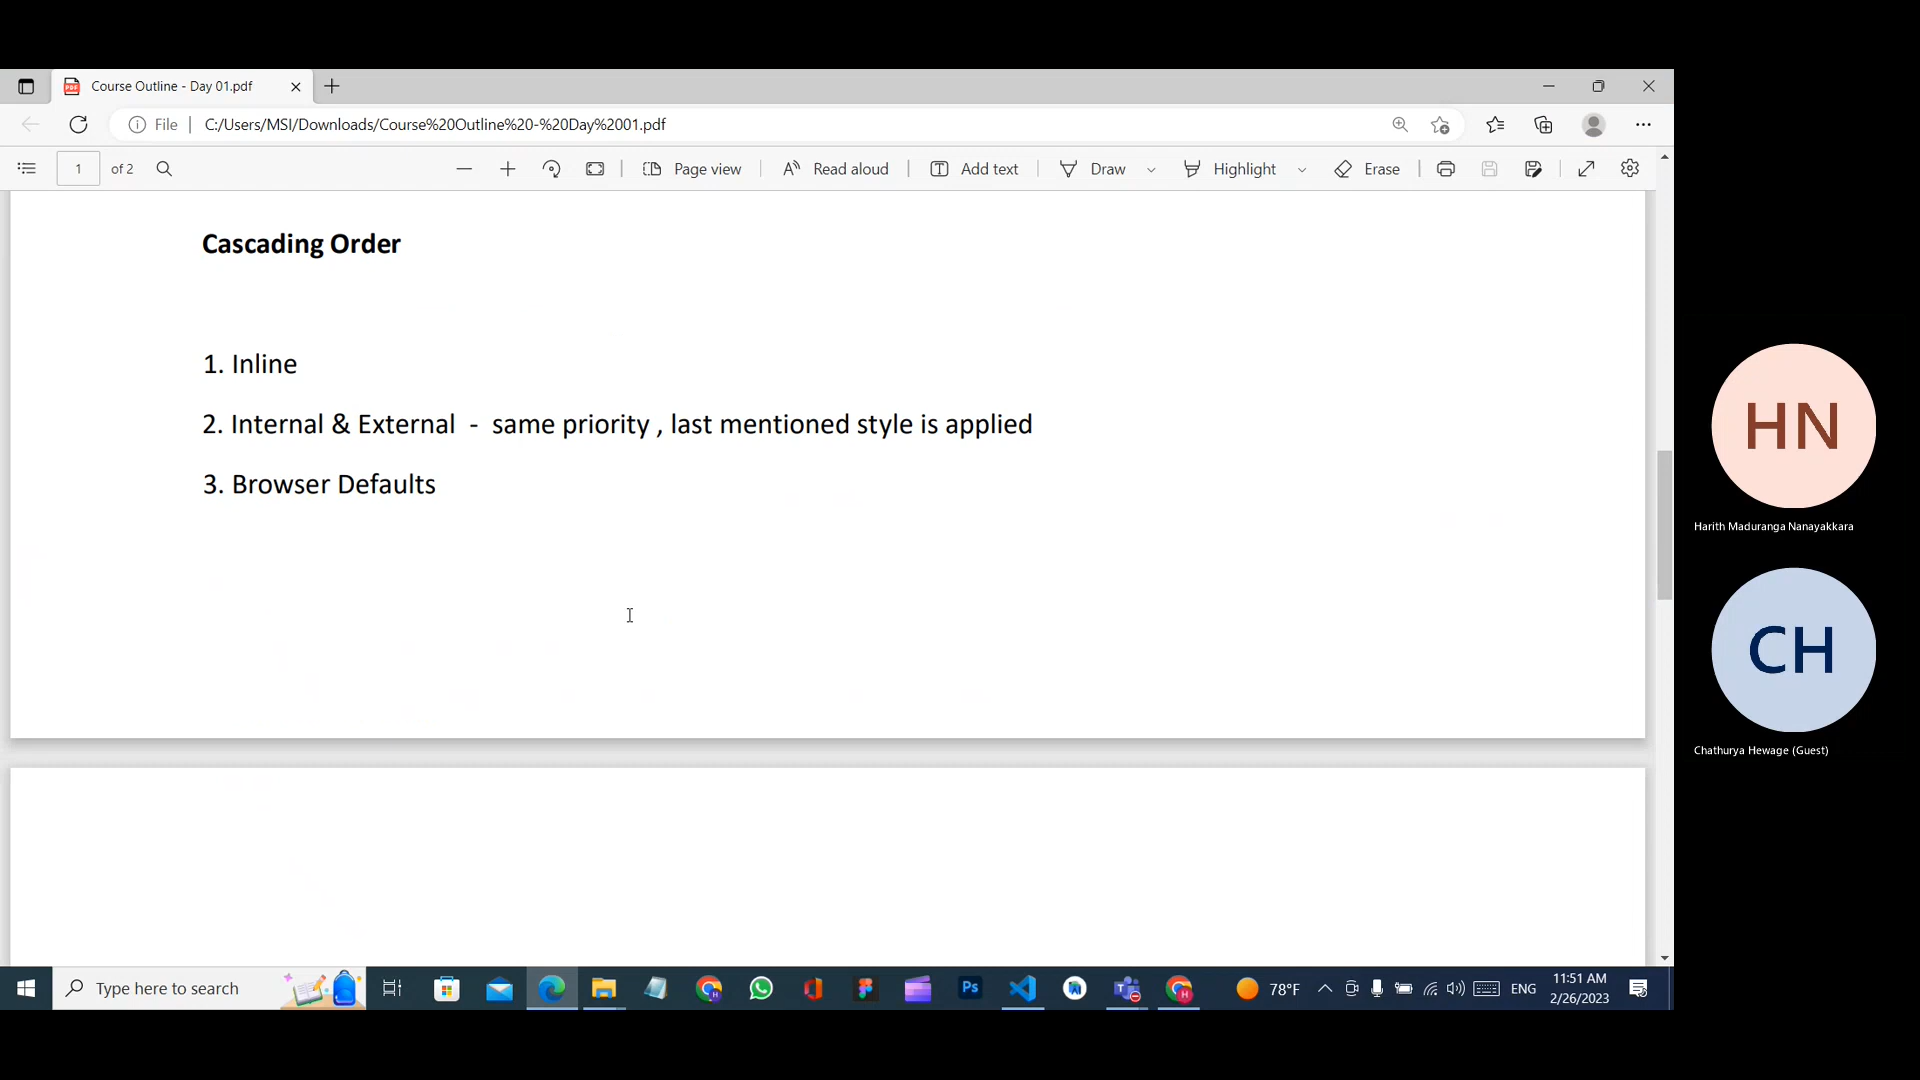 Course Outline - Day 01.pdf
File
C:/Users/MSI/Downloads/Course%20Outline%20-%20Day%2001.pdf
1 of 2
Page view
Read aloud
Add text
Draw
Highlight
Erase
Cascading Order
1. Inline
2. Internal & External - same priority , last mentioned style is applied
3. Browser Defaults
HN
Harith Maduranga Nanayakkara
CH
Chathurya Hewage (Guest)
Type here to search
Ps
78°F
ENG
11:51 AM
2/26/2023